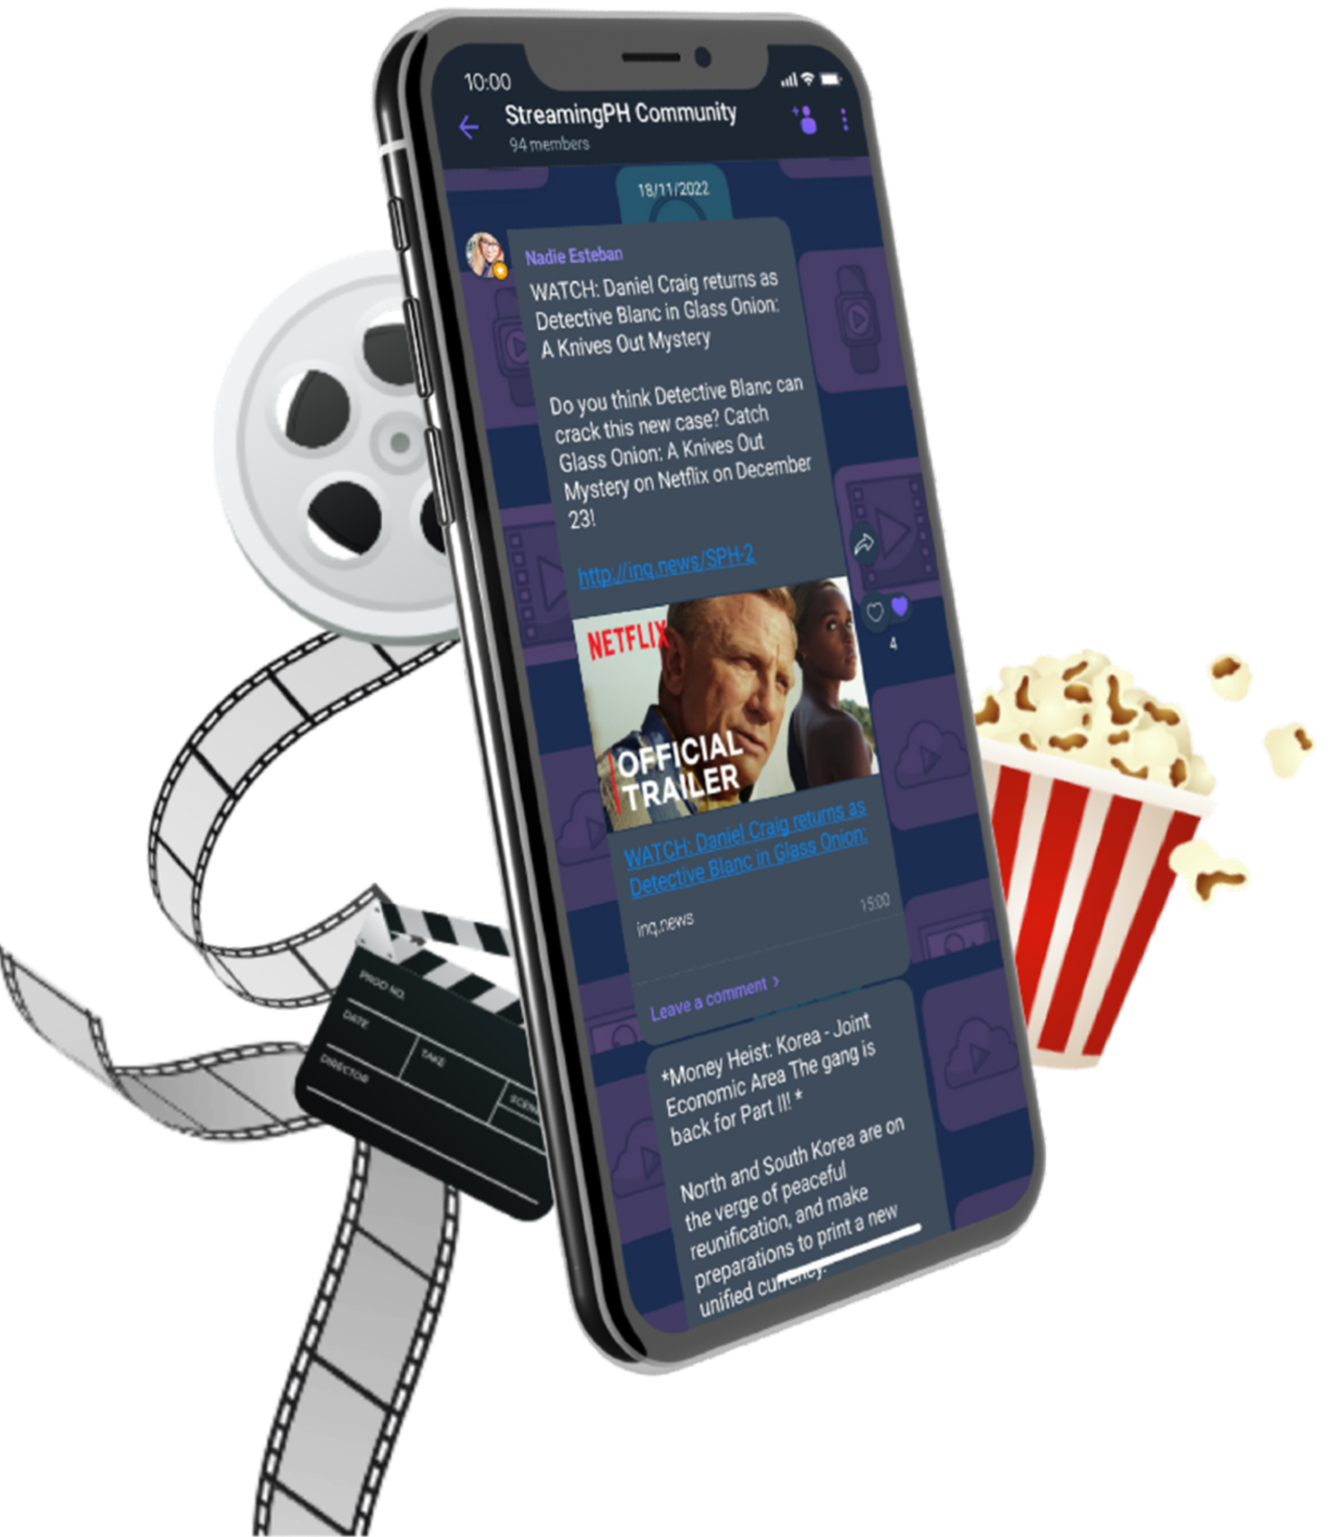 10:00
StreamingPH Community
94 members
18/11/2022
Nadie Esteban
WATCH: Daniel Craig returns as
Detective Blanc in Glass Onion:
A Knives Out Mystery
Do you think Detective Blanc can
crack this new case? Catch
Glass Onion: A Knives Out
Mystery on Netflix on December
23!
http://inq.news/SPH-2
4
NETFLIX
OFFICIAL
TRAILER
WATCH: Daniel Craig returns as
Detective Blanc in Glass Onion:
inq.news
15:00
Leave a comment >
*Money Heist: Korea - Joint
Economic Area The gang is
back for Part II! *
North and South Korea are on
the verge of peaceful
reunification, and make
preparations to print a new
unified currency.
PROD NO.
DATE
TAKE
DIRECTOR
SCEN